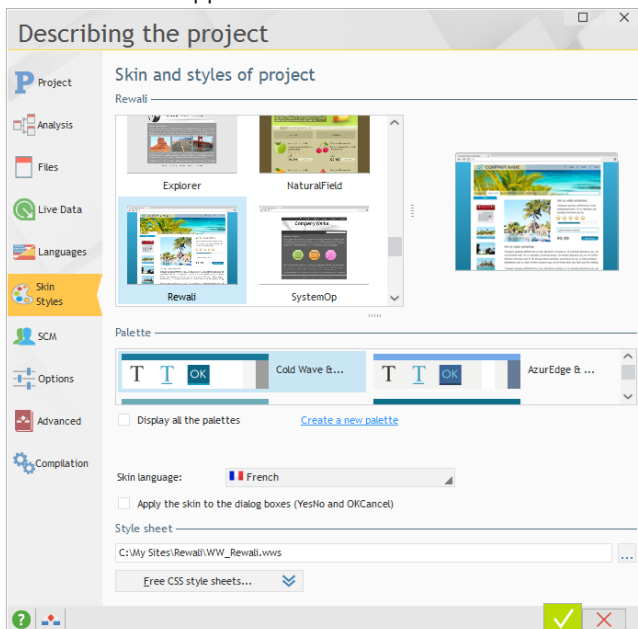 Describing the project
Project
Analysis
Files
Live Data
Languages
Skin
Styles
SCM
Options
Advanced
Compilation
Skin and styles of project
Rewali
Explorer
NaturalField
Company Name
Rewali
SystemOp
COMPANY NAME
Palette
T T OK Cold Wave &...
T T OK AzurEdge & ...
Display all the palettes
Create a new palette
Skin language:
French
Apply the skin to the dialog boxes (YesNo and OKCancel)
Style sheet
C:\My Sites\Rewali\WW_Rewali.wws
...
Free CSS style sheets...
?